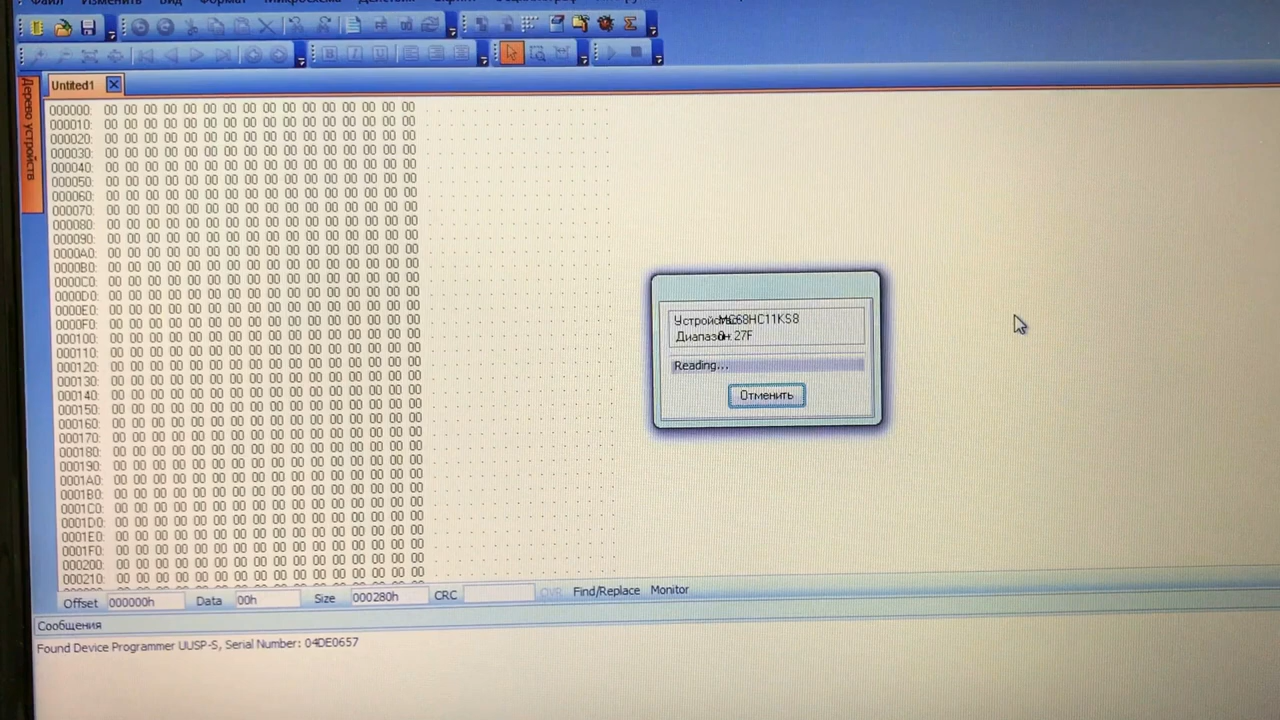 Файл Изменить Вид Формат Микросхема Действия Скрипт
Дерево устройств
Untitled1
000000: 00 00 00 00 00 00 00 00 00 00 00 00 00 00 00 00 ................
000010: 00 00 00 00 00 00 00 00 00 00 00 00 00 00 00 00 ................
000020: 00 00 00 00 00 00 00 00 00 00 00 00 00 00 00 00 ................
000030: 00 00 00 00 00 00 00 00 00 00 00 00 00 00 00 00 ................
000040: 00 00 00 00 00 00 00 00 00 00 00 00 00 00 00 00 ................
000050: 00 00 00 00 00 00 00 00 00 00 00 00 00 00 00 00 ................
000060: 00 00 00 00 00 00 00 00 00 00 00 00 00 00 00 00 ................
000070: 00 00 00 00 00 00 00 00 00 00 00 00 00 00 00 00 ................
000080: 00 00 00 00 00 00 00 00 00 00 00 00 00 00 00 00 ................
000090: 00 00 00 00 00 00 00 00 00 00 00 00 00 00 00 00 ................
0000A0: 00 00 00 00 00 00 00 00 00 00 00 00 00 00 00 00 ................
0000B0: 00 00 00 00 00 00 00 00 00 00 00 00 00 00 00 00 ................
0000C0: 00 00 00 00 00 00 00 00 00 00 00 00 00 00 00 00 ................
0000D0: 00 00 00 00 00 00 00 00 00 00 00 00 00 00 00 00 ................
0000E0: 00 00 00 00 00 00 00 00 00 00 00 00 00 00 00 00 ................
0000F0: 00 00 00 00 00 00 00 00 00 00 00 00 00 00 00 00 ................
000100: 00 00 00 00 00 00 00 00 00 00 00 00 00 00 00 00 ................
000110: 00 00 00 00 00 00 00 00 00 00 00 00 00 00 00 00 ................
000120: 00 00 00 00 00 00 00 00 00 00 00 00 00 00 00 00 ................
000130: 00 00 00 00 00 00 00 00 00 00 00 00 00 00 00 00 ................
000140: 00 00 00 00 00 00 00 00 00 00 00 00 00 00 00 00 ................
000150: 00 00 00 00 00 00 00 00 00 00 00 00 00 00 00 00 ................
000160: 00 00 00 00 00 00 00 00 00 00 00 00 00 00 00 00 ................
000170: 00 00 00 00 00 00 00 00 00 00 00 00 00 00 00 00 ................
000180: 00 00 00 00 00 00 00 00 00 00 00 00 00 00 00 00 ................
000190: 00 00 00 00 00 00 00 00 00 00 00 00 00 00 00 00 ................
0001A0: 00 00 00 00 00 00 00 00 00 00 00 00 00 00 00 00 ................
0001B0: 00 00 00 00 00 00 00 00 00 00 00 00 00 00 00 00 ................
0001C0: 00 00 00 00 00 00 00 00 00 00 00 00 00 00 00 00 ................
0001D0: 00 00 00 00 00 00 00 00 00 00 00 00 00 00 00 00 ................
0001E0: 00 00 00 00 00 00 00 00 00 00 00 00 00 00 00 00 ................
0001F0: 00 00 00 00 00 00 00 00 00 00 00 00 00 00 00 00 ................
000200: 00 00 00 00 00 00 00 00 00 00 00 00 00 00 00 00 ................
000210: 00 00 00 00 00 00 00 00 00 00 00 00 00 00 00 00 ................
MC68HC11KS8
Диапазон: 27F
Reading...
Отменить
Offset 000000h Data 00h Size 000280h CRC OVR Find/Replace Monitor
Сообщения
Found Device Programmer UUSP-S, Serial Number: 04DE0657